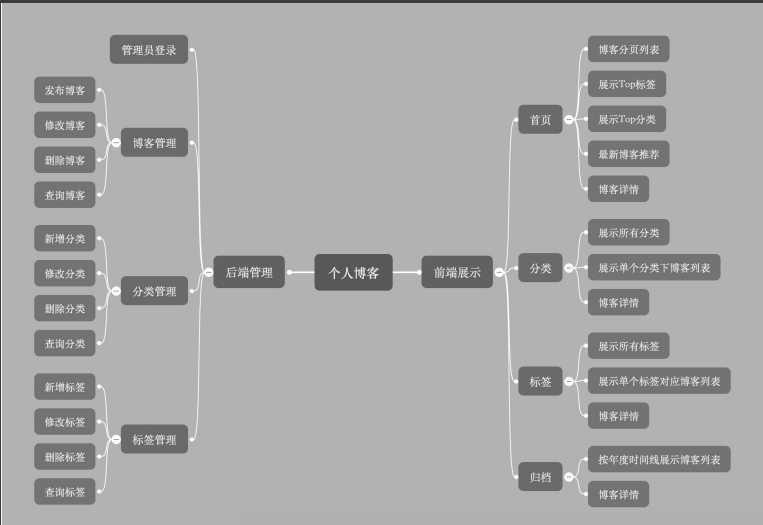 个人博客
后端管理
管理员登录
博客管理
发布博客
修改博客
删除博客
查询博客
分类管理
新增分类
修改分类
删除分类
查询分类
标签管理
新增标签
修改标签
删除标签
查询标签
前端展示
首页
博客分页列表
展示Top标签
展示Top分类
最新博客推荐
博客详情
分类
展示所有分类
展示单个分类下博客列表
博客详情
标签
展示所有标签
展示单个标签对应博客列表
博客详情
归档
按年度时间线展示博客列表
博客详情